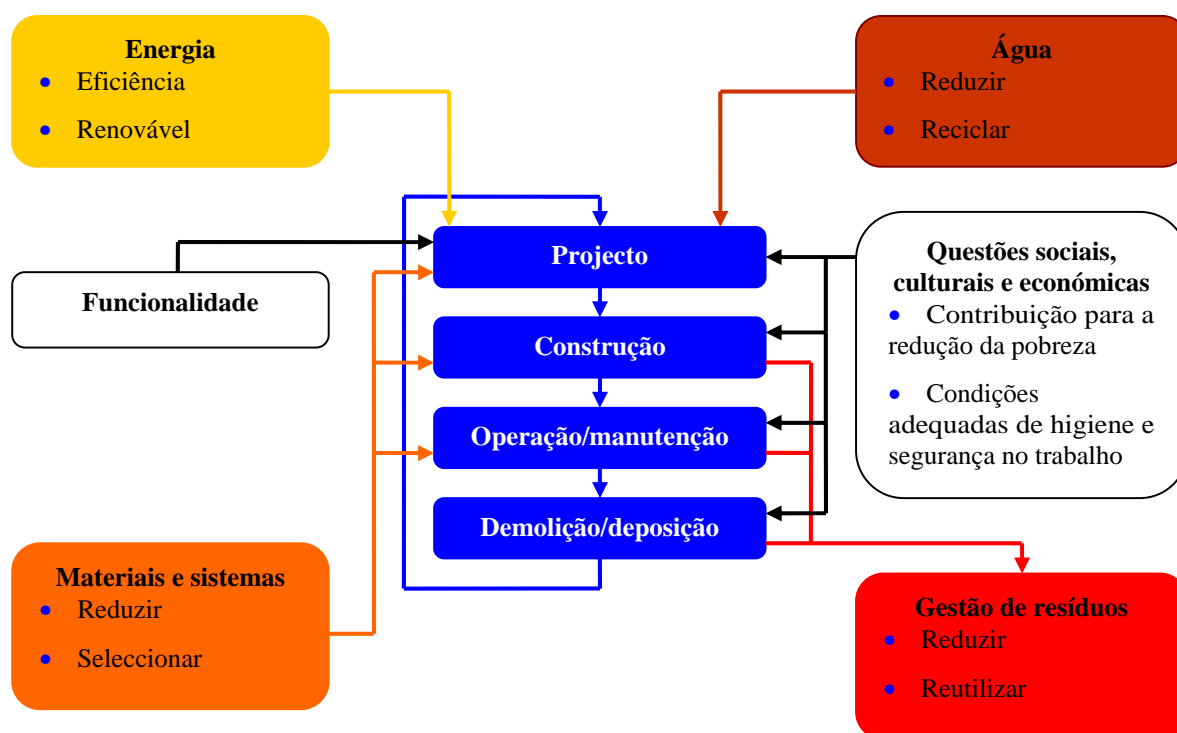 Energia
• Eficiência
• Renovável
Água
• Reduzir
• Reciclar
Funcionalidade
Projecto
Construção
Operação/manutenção
Demolição/deposição
Questões sociais,
culturais e económicas
• Contribuição para a
redução da pobreza
• Condições
adequadas de higiene e
segurança no trabalho
Materiais e sistemas
• Reduzir
• Seleccionar
Gestão de resíduos
• Reduzir
• Reutilizar